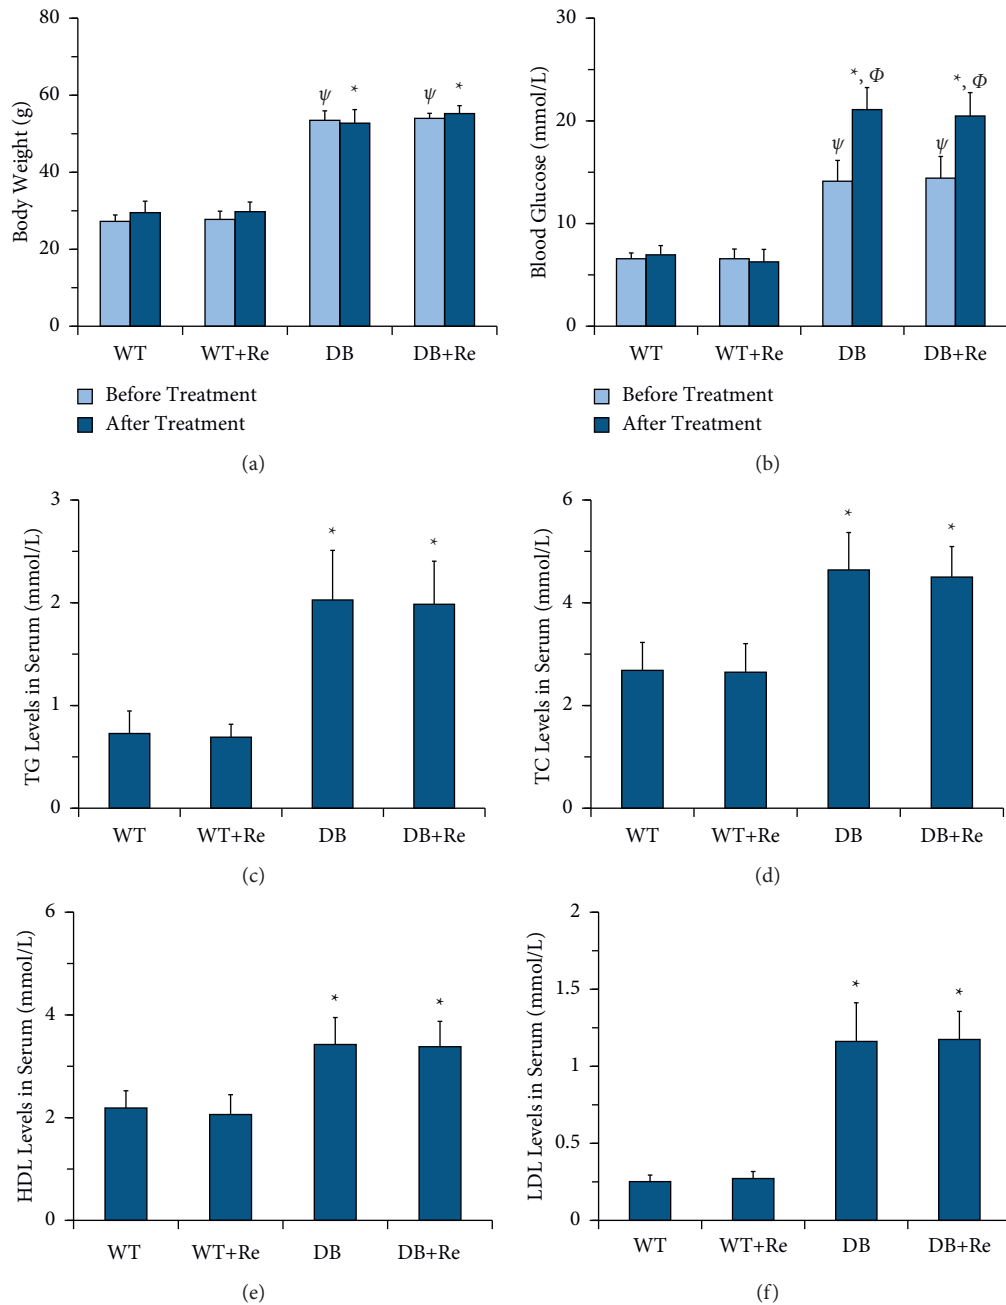 80
60
40
20
0
Body Weight (g)
ψ
*
ψ
*
WT
WT+Re
DB
DB+Re
Before Treatment
After Treatment
(a)
30
20
10
0
Blood Glucose (mmol/L)
ψ
*, Φ
ψ
*, Φ
WT
WT+Re
DB
DB+Re
Before Treatment
After Treatment
(b)
3
2
1
0
TG Levels in Serum (mmol/L)
*
*
WT
WT+Re
DB
DB+Re
(c)
6
4
2
0
TC Levels in Serum (mmol/L)
*
*
WT
WT+Re
DB
DB+Re
(d)
6
4
2
0
HDL Levels in Serum (mmol/L)
*
*
WT
WT+Re
DB
DB+Re
(e)
2
1.5
1
0.5
0
LDL Levels in Serum (mmol/L)
*
*
WT
WT+Re
DB
DB+Re
(f)